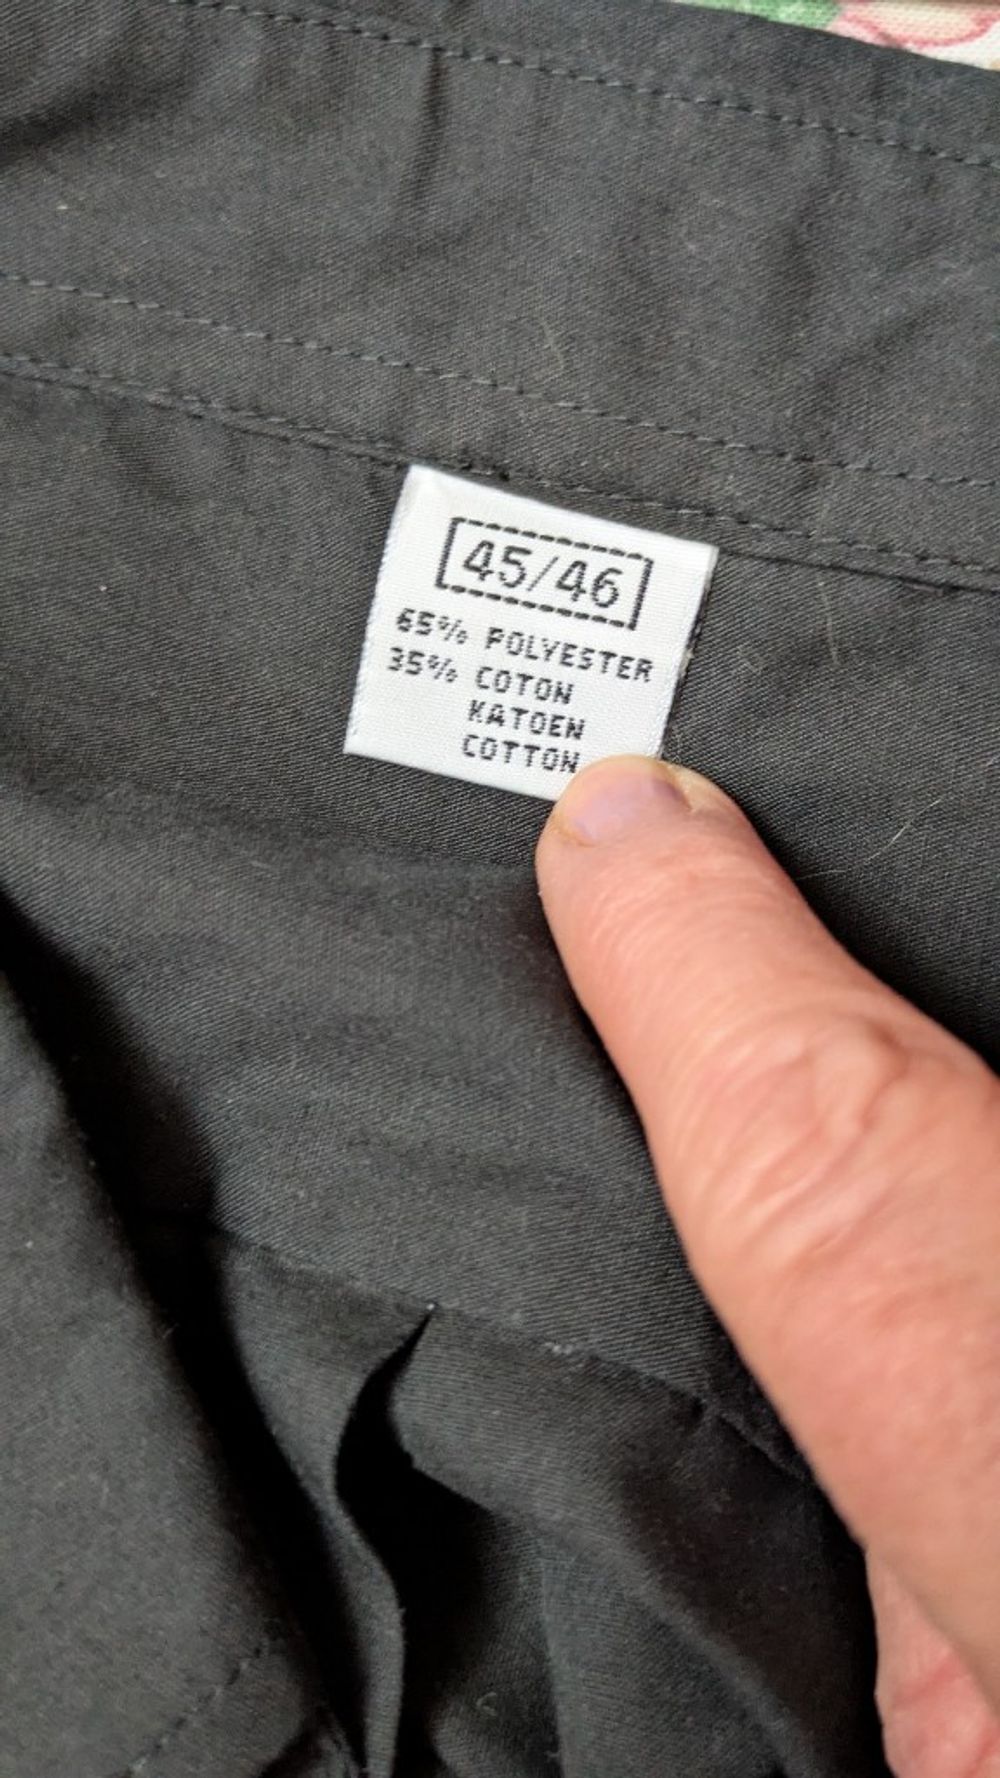 45/46
65% POLYESTER
35% COTON
KATOEN
COTTON